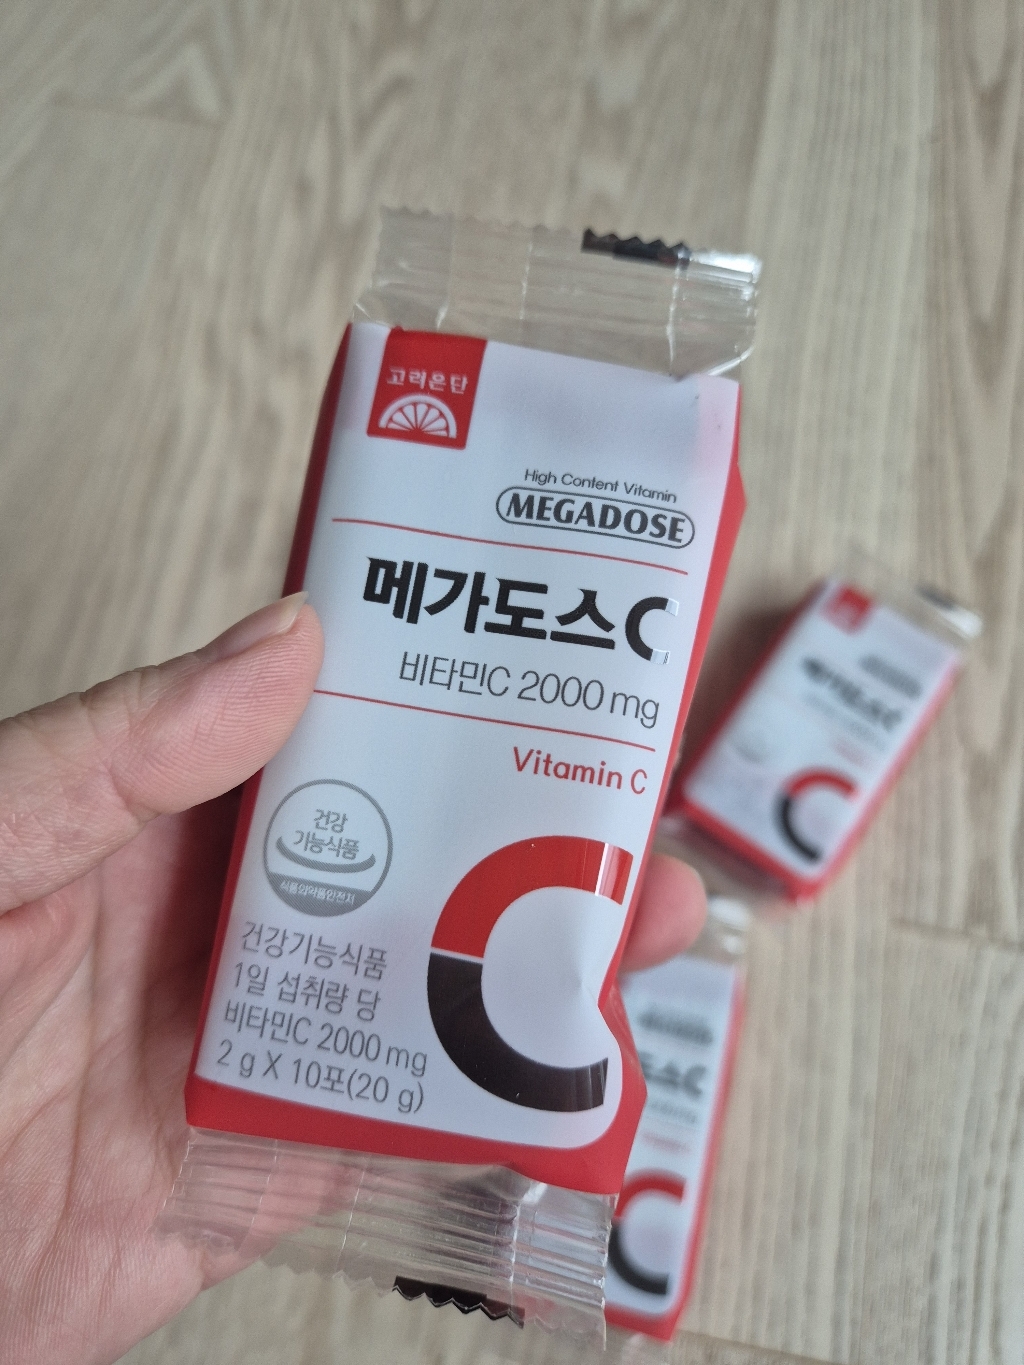 고려은단
High Content Vitamin
MEGADOSE
메가도스C
비타민C 2000 mg
Vitamin C
건강
기능식품
식품의약품안전처
건강기능식품
1일 섭취량 당
비타민C 2000 mg
2 g X 10포(20 g)
C